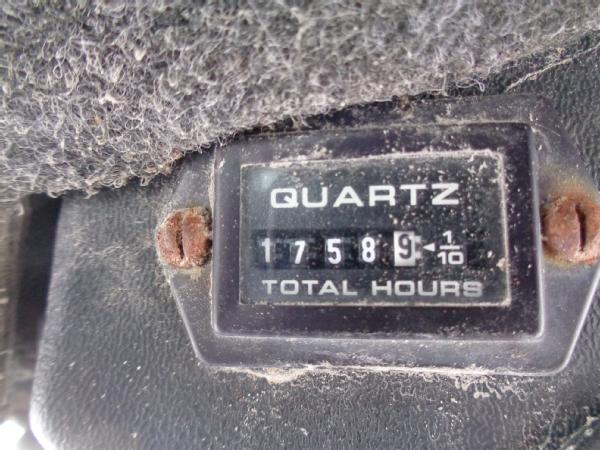 QUARTZ
17589 ◄ 1/10
TOTAL HOURS